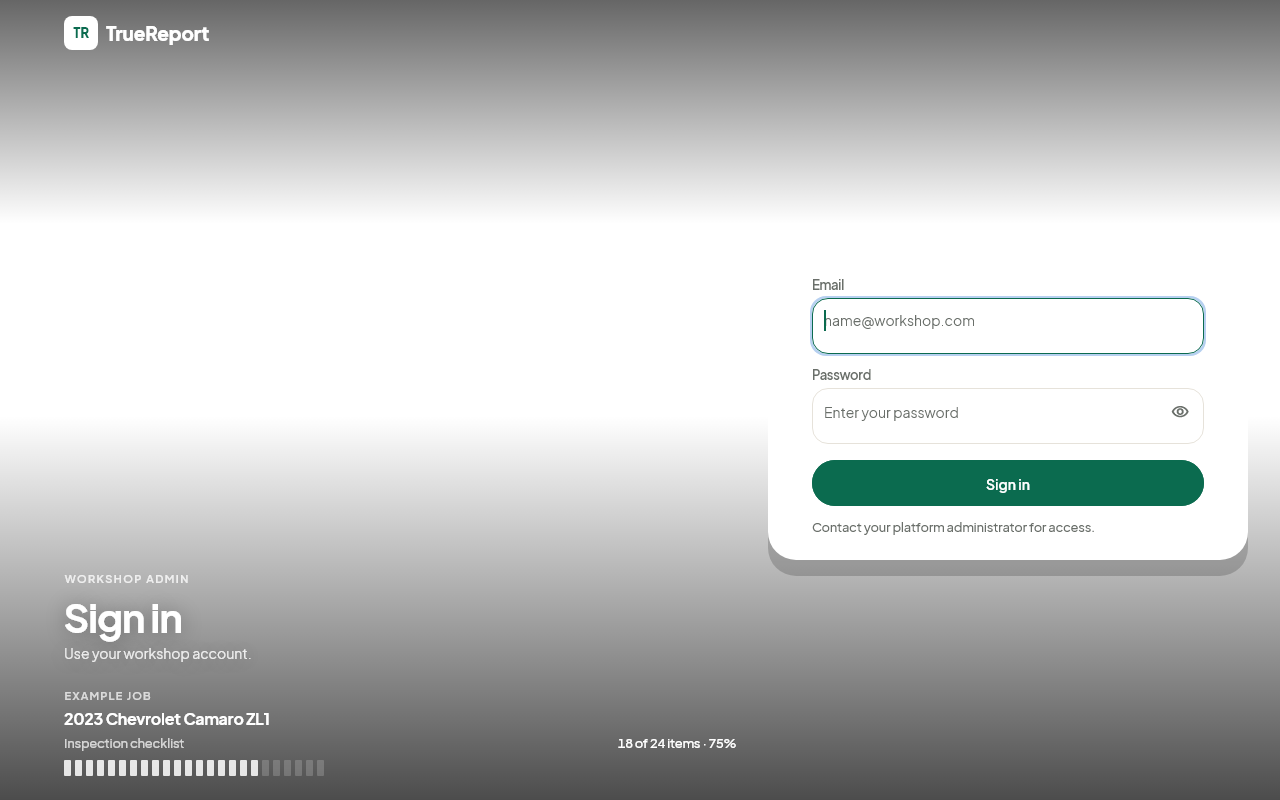 TR TrueReport
Email
name@workshop.com
Password
Enter your password
Sign in
Contact your platform administrator for access.
WORKSHOP ADMIN
Sign in
Use your workshop account.
EXAMPLE JOB
2023 Chevrolet Camaro ZL1
Inspection checklist
18 of 24 items · 75%